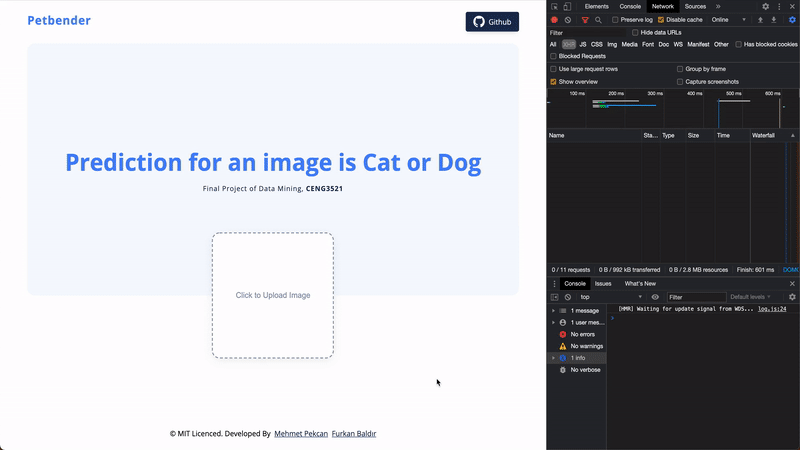 Petbender
Github
Prediction for an image is Cat or Dog
Final Project of Data Mining, CENG3521
Click to Upload Image
© MIT Licenced. Developed By Mehmet Pekcan Furkan Baldır
Elements Console Network Sources »
Preserve log Disable cache Online
Filter Hide data URLs
All XHR JS CSS Img Media Font Doc WS Manifest Other Has blocked cookies
Blocked Requests
Use large request rows Group by frame
Show overview Capture screenshots
100 ms 200 ms 300 ms 400 ms 500 ms 600 ms
Name Sta... Type Size Time Waterfall
0 / 11 requests 0 B / 992 kB transferred 0 B / 2.8 MB resources Finish: 601 ms DOMC
Console Issues What's New
top Filter Default levels
1 message
1 user mes...
No errors
No warnings
1 info
No verbose
[HMR] Waiting for update signal from WDS... log.js:24